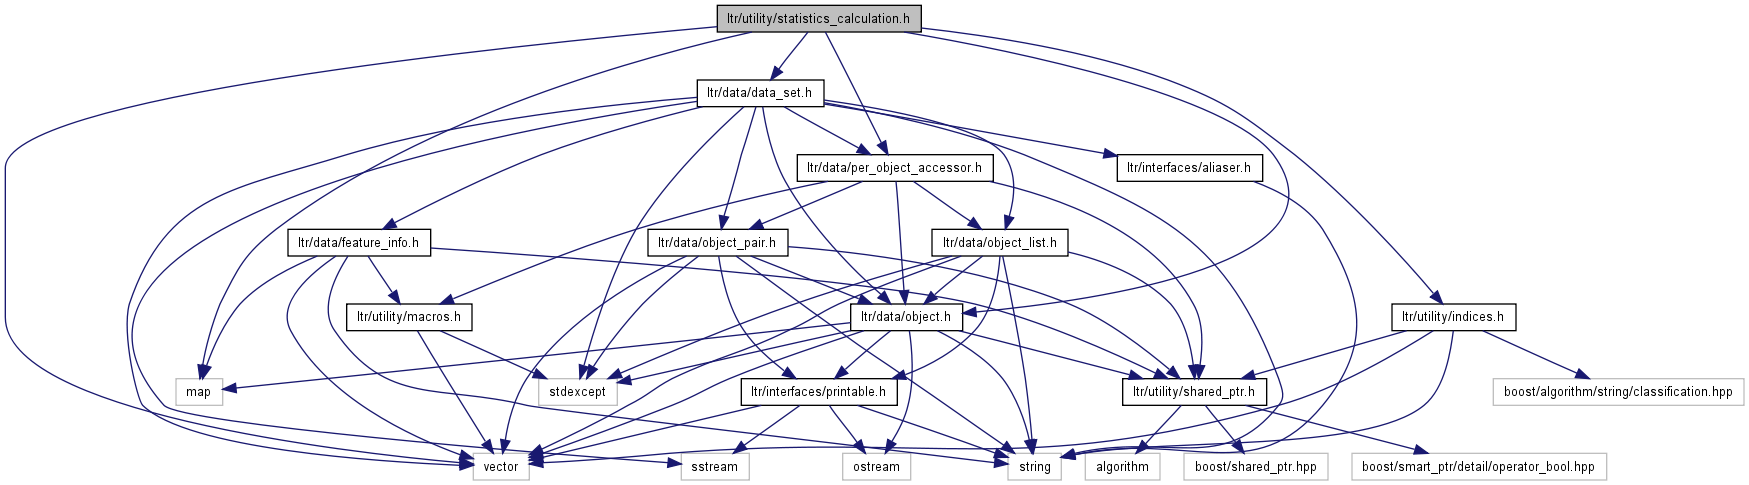 ltr/utility/statistics_calculation.h
ltr/data/data_set.h
ltr/data/per_object_accessor.h
ltr/interfaces/aliaser.h
ltr/data/feature_info.h
ltr/data/object_pair.h
ltr/data/object_list.h
ltr/utility/macros.h
ltr/data/object.h
ltr/utility/indices.h
map
stdexcept
ltr/interfaces/printable.h
ltr/utility/shared_ptr.h
boost/algorithm/string/classification.hpp
vector
sstream
ostream
string
algorithm
boost/shared_ptr.hpp
boost/smart_ptr/detail/operator_bool.hpp